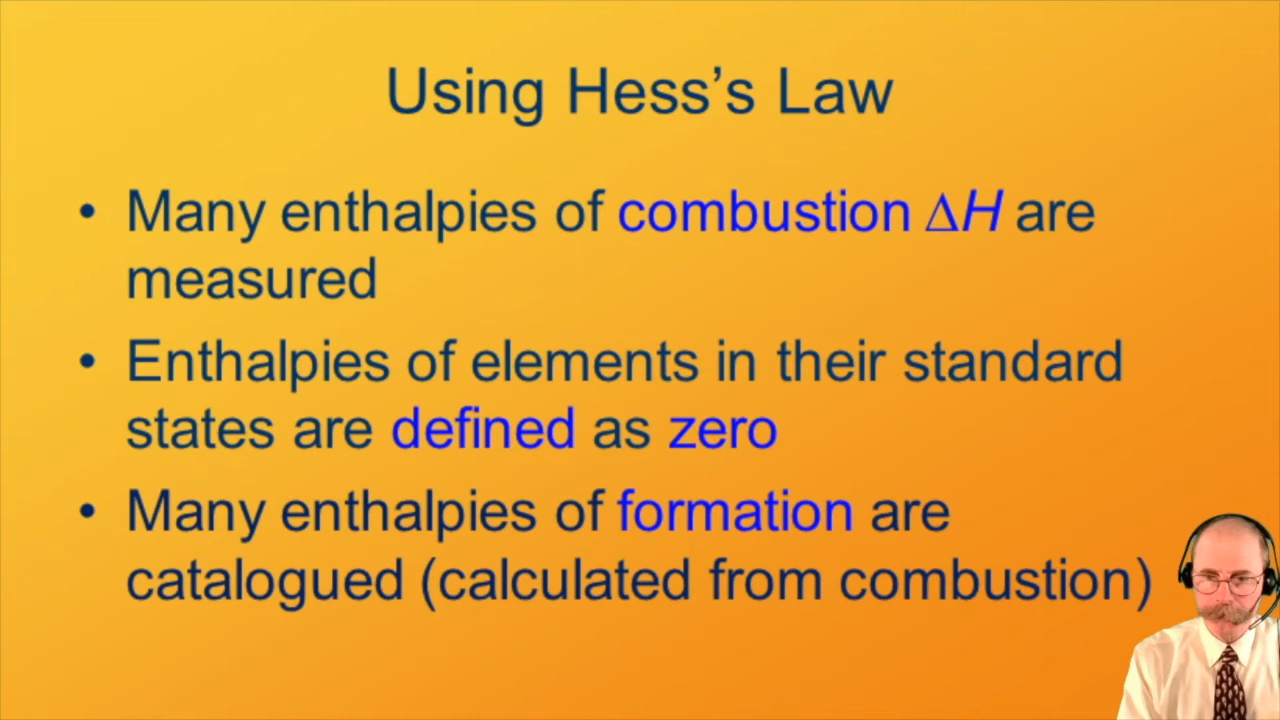 Using Hess’s Law
• Many enthalpies of combustion ΔH are
measured
• Enthalpies of elements in their standard
states are defined as zero
• Many enthalpies of formation are
catalogued (calculated from combustion)